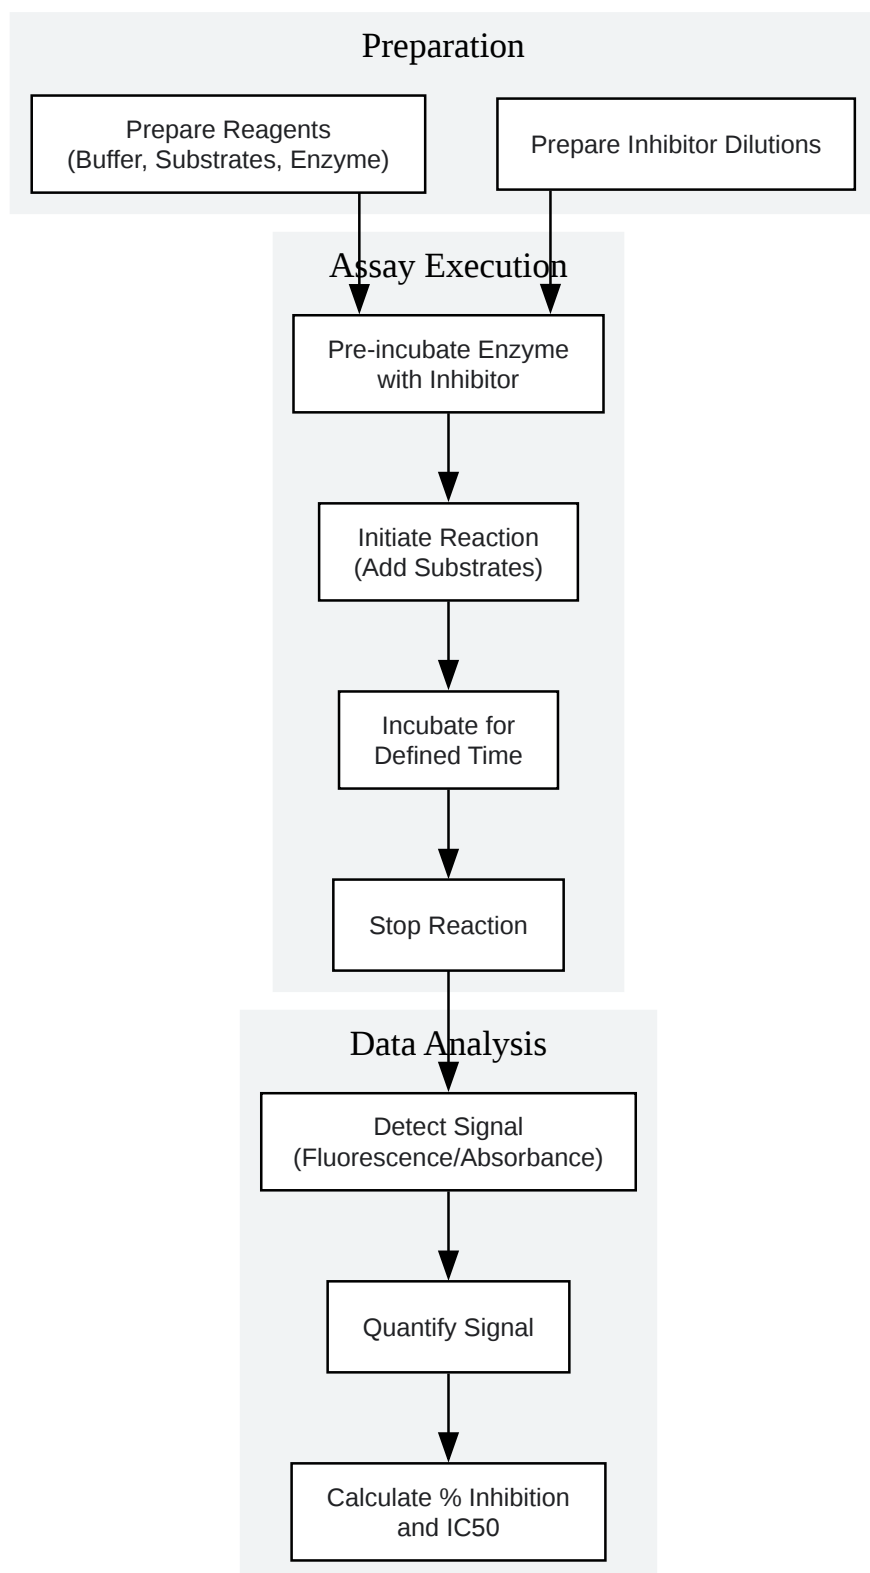 Preparation
Prepare Reagents
(Buffer, Substrates, Enzyme)
Prepare Inhibitor Dilutions
Assay Execution
Pre-incubate Enzyme
with Inhibitor
Initiate Reaction
(Add Substrates)
Incubate for
Defined Time
Stop Reaction
Data Analysis
Detect Signal
(Fluorescence/Absorbance)
Quantify Signal
Calculate % Inhibition
and IC50